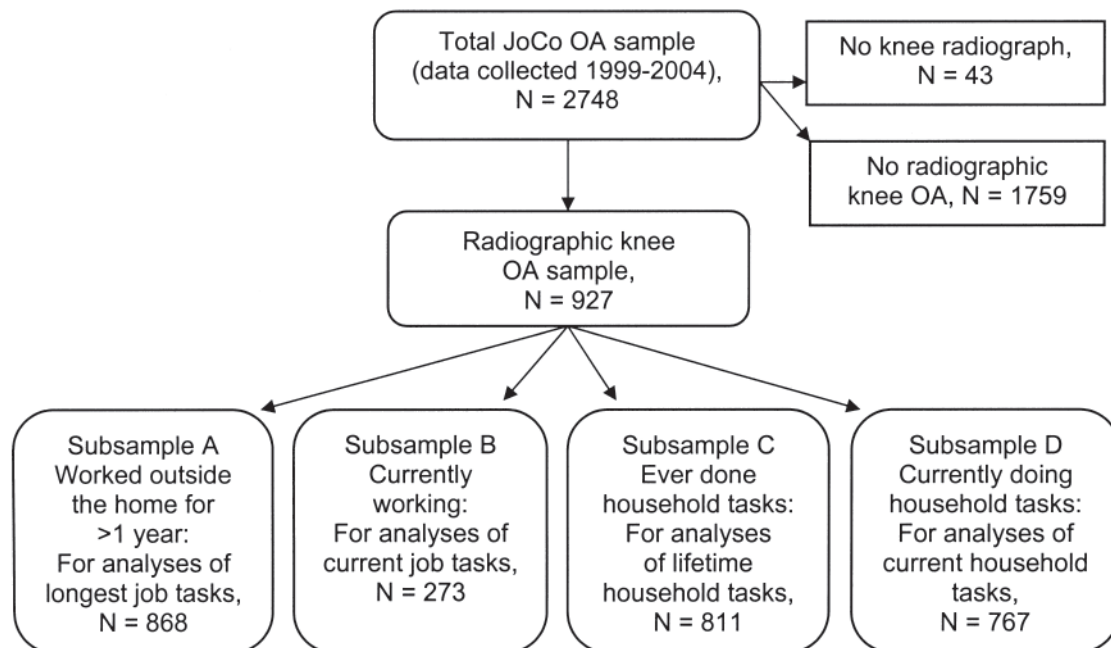 Total JoCo OA sample
(data collected 1999-2004),
N = 2748
No knee radiograph,
N = 43
No radiographic
knee OA, N = 1759
Radiographic knee
OA sample,
N = 927
Subsample A
Worked outside
the home for
>1 year:
For analyses of
longest job tasks,
N = 868
Subsample B
Currently
working:
For analyses of
current job tasks,
N = 273
Subsample C
Ever done
household tasks:
For analyses
of lifetime
household tasks,
N = 811
Subsample D
Currently doing
household tasks:
For analyses of
current household
tasks,
N = 767